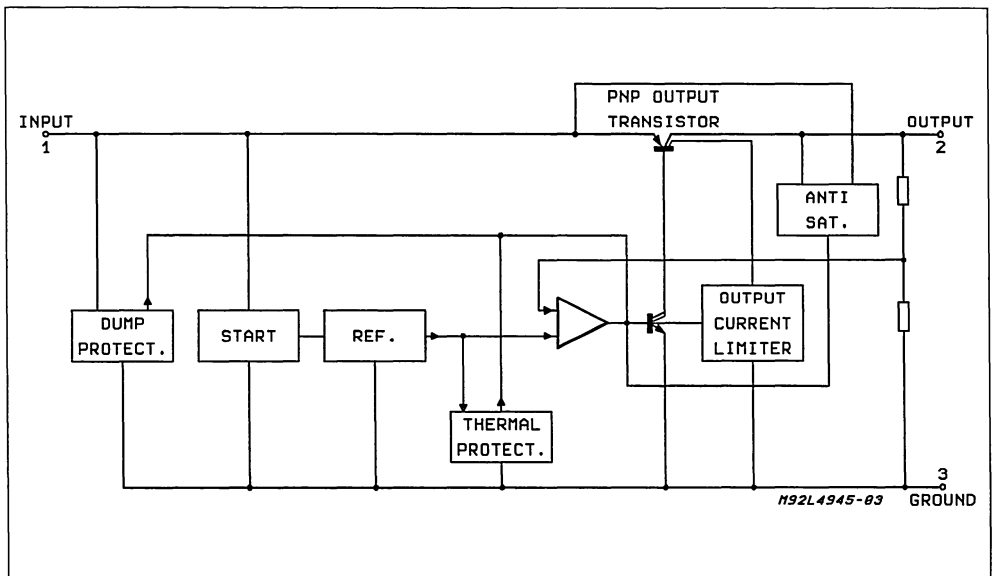 PNP OUTPUT
TRANSISTOR
INPUT
1
OUTPUT
2
ANTI
SAT.
DUMP
PROTECT.
START
REF.
OUTPUT
CURRENT
LIMITER
THERMAL
PROTECT.
3
GROUND
M92L4945-03